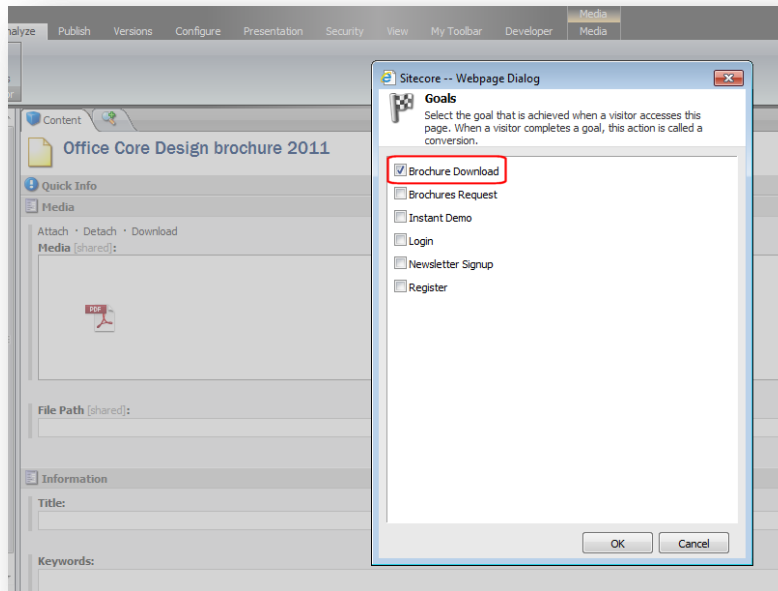 Media
nalyze Publish Versions Configure Presentation Security View My Toolbar Developer Media
Content
Office Core Design brochure 2011
Quick Info
Media
Attach · Detach · Download
Media [shared]:
PDF
File Path [shared]:
Information
Title:
Keywords:
Sitecore -- Webpage Dialog
Goals
Select the goal that is achieved when a visitor accesses this
page. When a visitor completes a goal, this action is called a
conversion.
Brochure Download
Brochures Request
Instant Demo
Login
Newsletter Signup
Register
OK Cancel